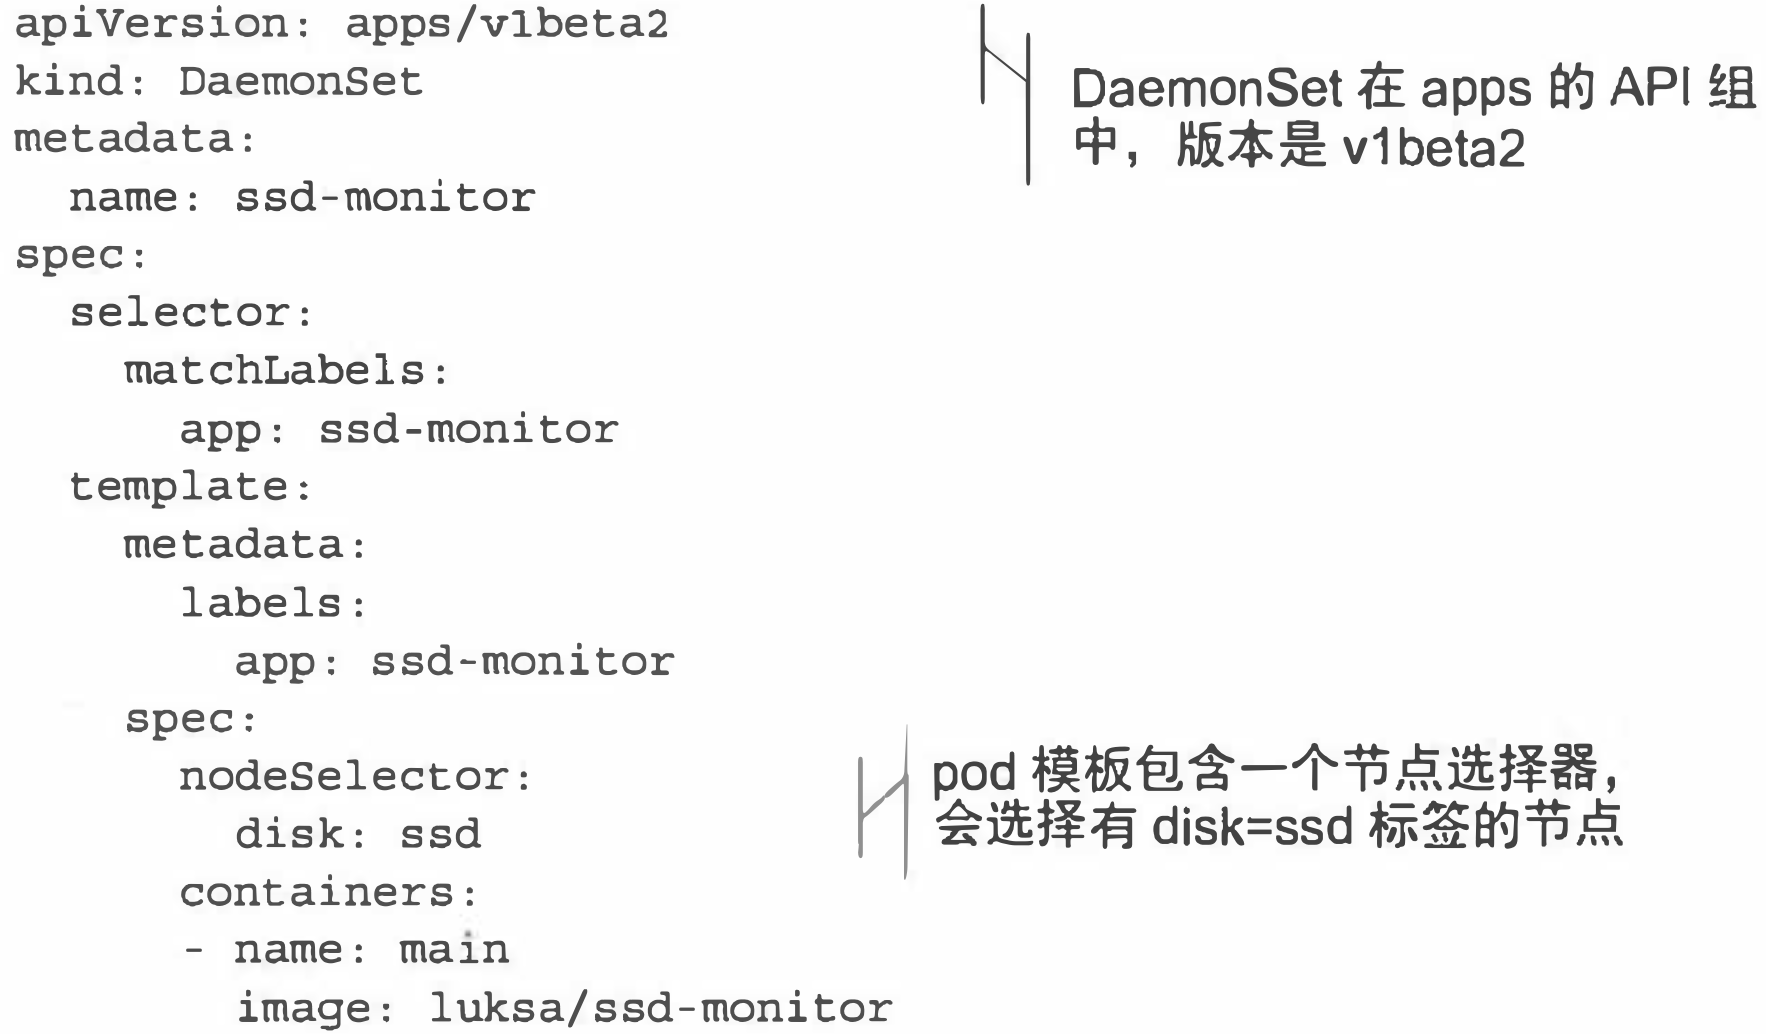 apiVersion: apps/v1beta2
kind: DaemonSet
metadata:
  name: ssd-monitor
spec:
  selector:
    matchLabels:
      app: ssd-monitor
  template:
    metadata:
      labels:
        app: ssd-monitor
    spec:
      nodeSelector:
        disk: ssd
      containers:
      - name: main
        image: luksa/ssd-monitor
DaemonSet 在 apps 的 API 组
中，版本是 v1beta2
pod 模板包含一个节点选择器，
会选择有 disk=ssd 标签的节点